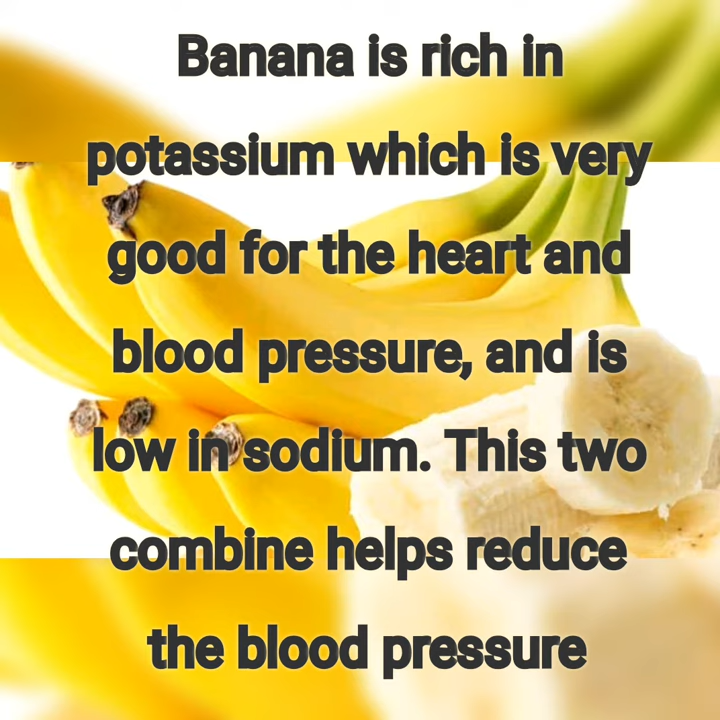 Banana is rich in
potassium which is very
good for the heart and
blood pressure, and is
low in sodium. This two
combine helps reduce
the blood pressure